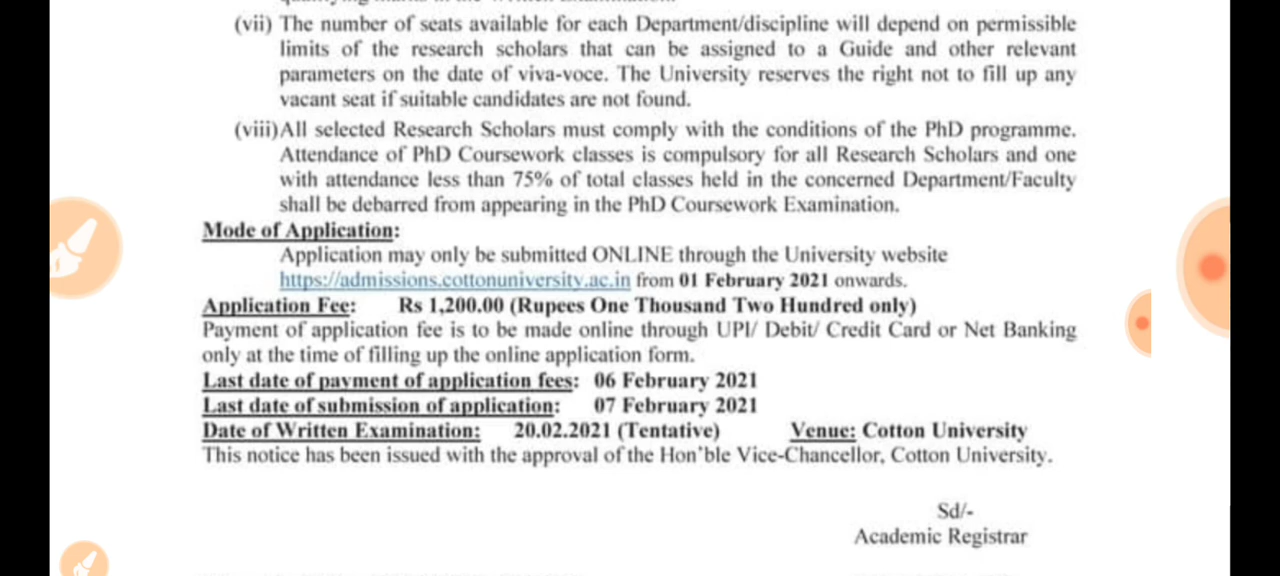 (vii) The number of seats available for each Department/discipline will depend on permissible
limits of the research scholars that can be assigned to a Guide and other relevant
parameters on the date of viva-voce. The University reserves the right not to fill up any
vacant seat if suitable candidates are not found.
(viii)All selected Research Scholars must comply with the conditions of the PhD programme.
Attendance of PhD Coursework classes is compulsory for all Research Scholars and one
with attendance less than 75% of total classes held in the concerned Department/Faculty
shall be debarred from appearing in the PhD Coursework Examination.
Mode of Application:
Application may only be submitted ONLINE through the University website
https://admissions.cottonuniversity.ac.in from 01 February 2021 onwards.
Application Fee: Rs 1,200.00 (Rupees One Thousand Two Hundred only)
Payment of application fee is to be made online through UPI/ Debit/ Credit Card or Net Banking
only at the time of filling up the online application form.
Last date of payment of application fees: 06 February 2021
Last date of submission of application: 07 February 2021
Date of Written Examination: 20.02.2021 (Tentative) Venue: Cotton University
This notice has been issued with the approval of the Hon'ble Vice-Chancellor, Cotton University.
Sd/-
Academic Registrar